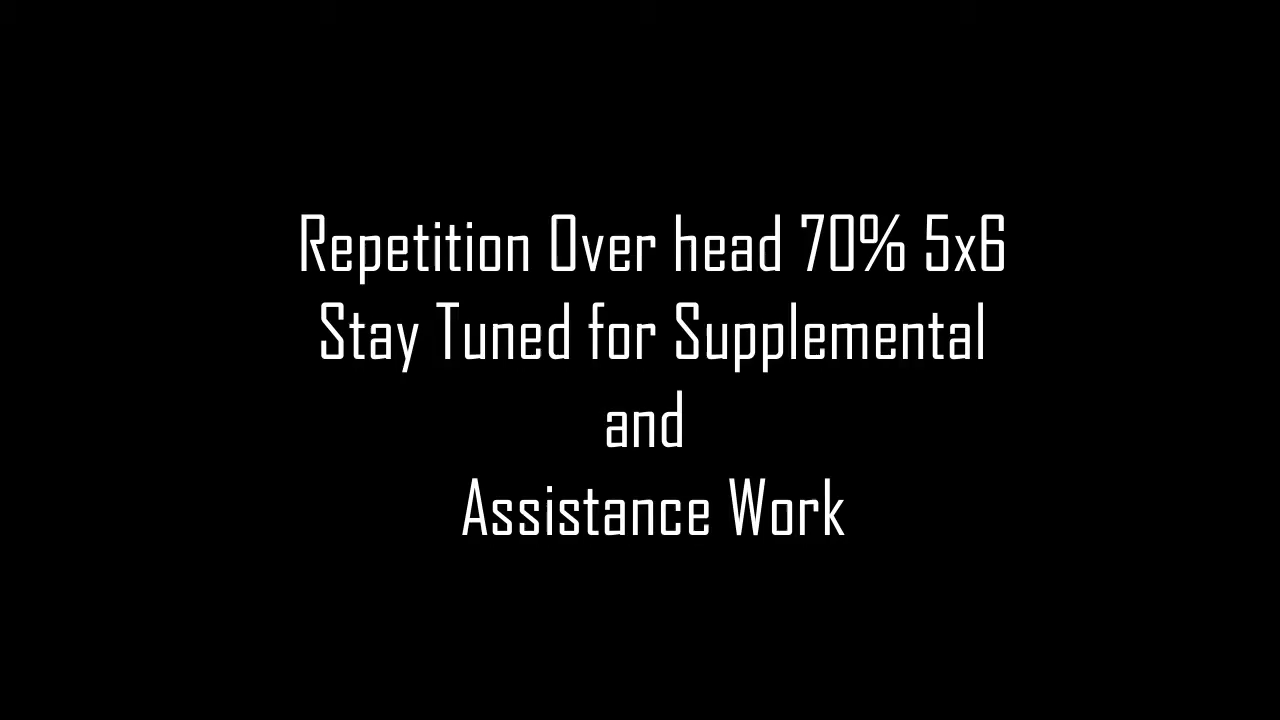 Repetition Over head 70% 5x6
Stay Tuned for Supplemental
and
Assistance Work